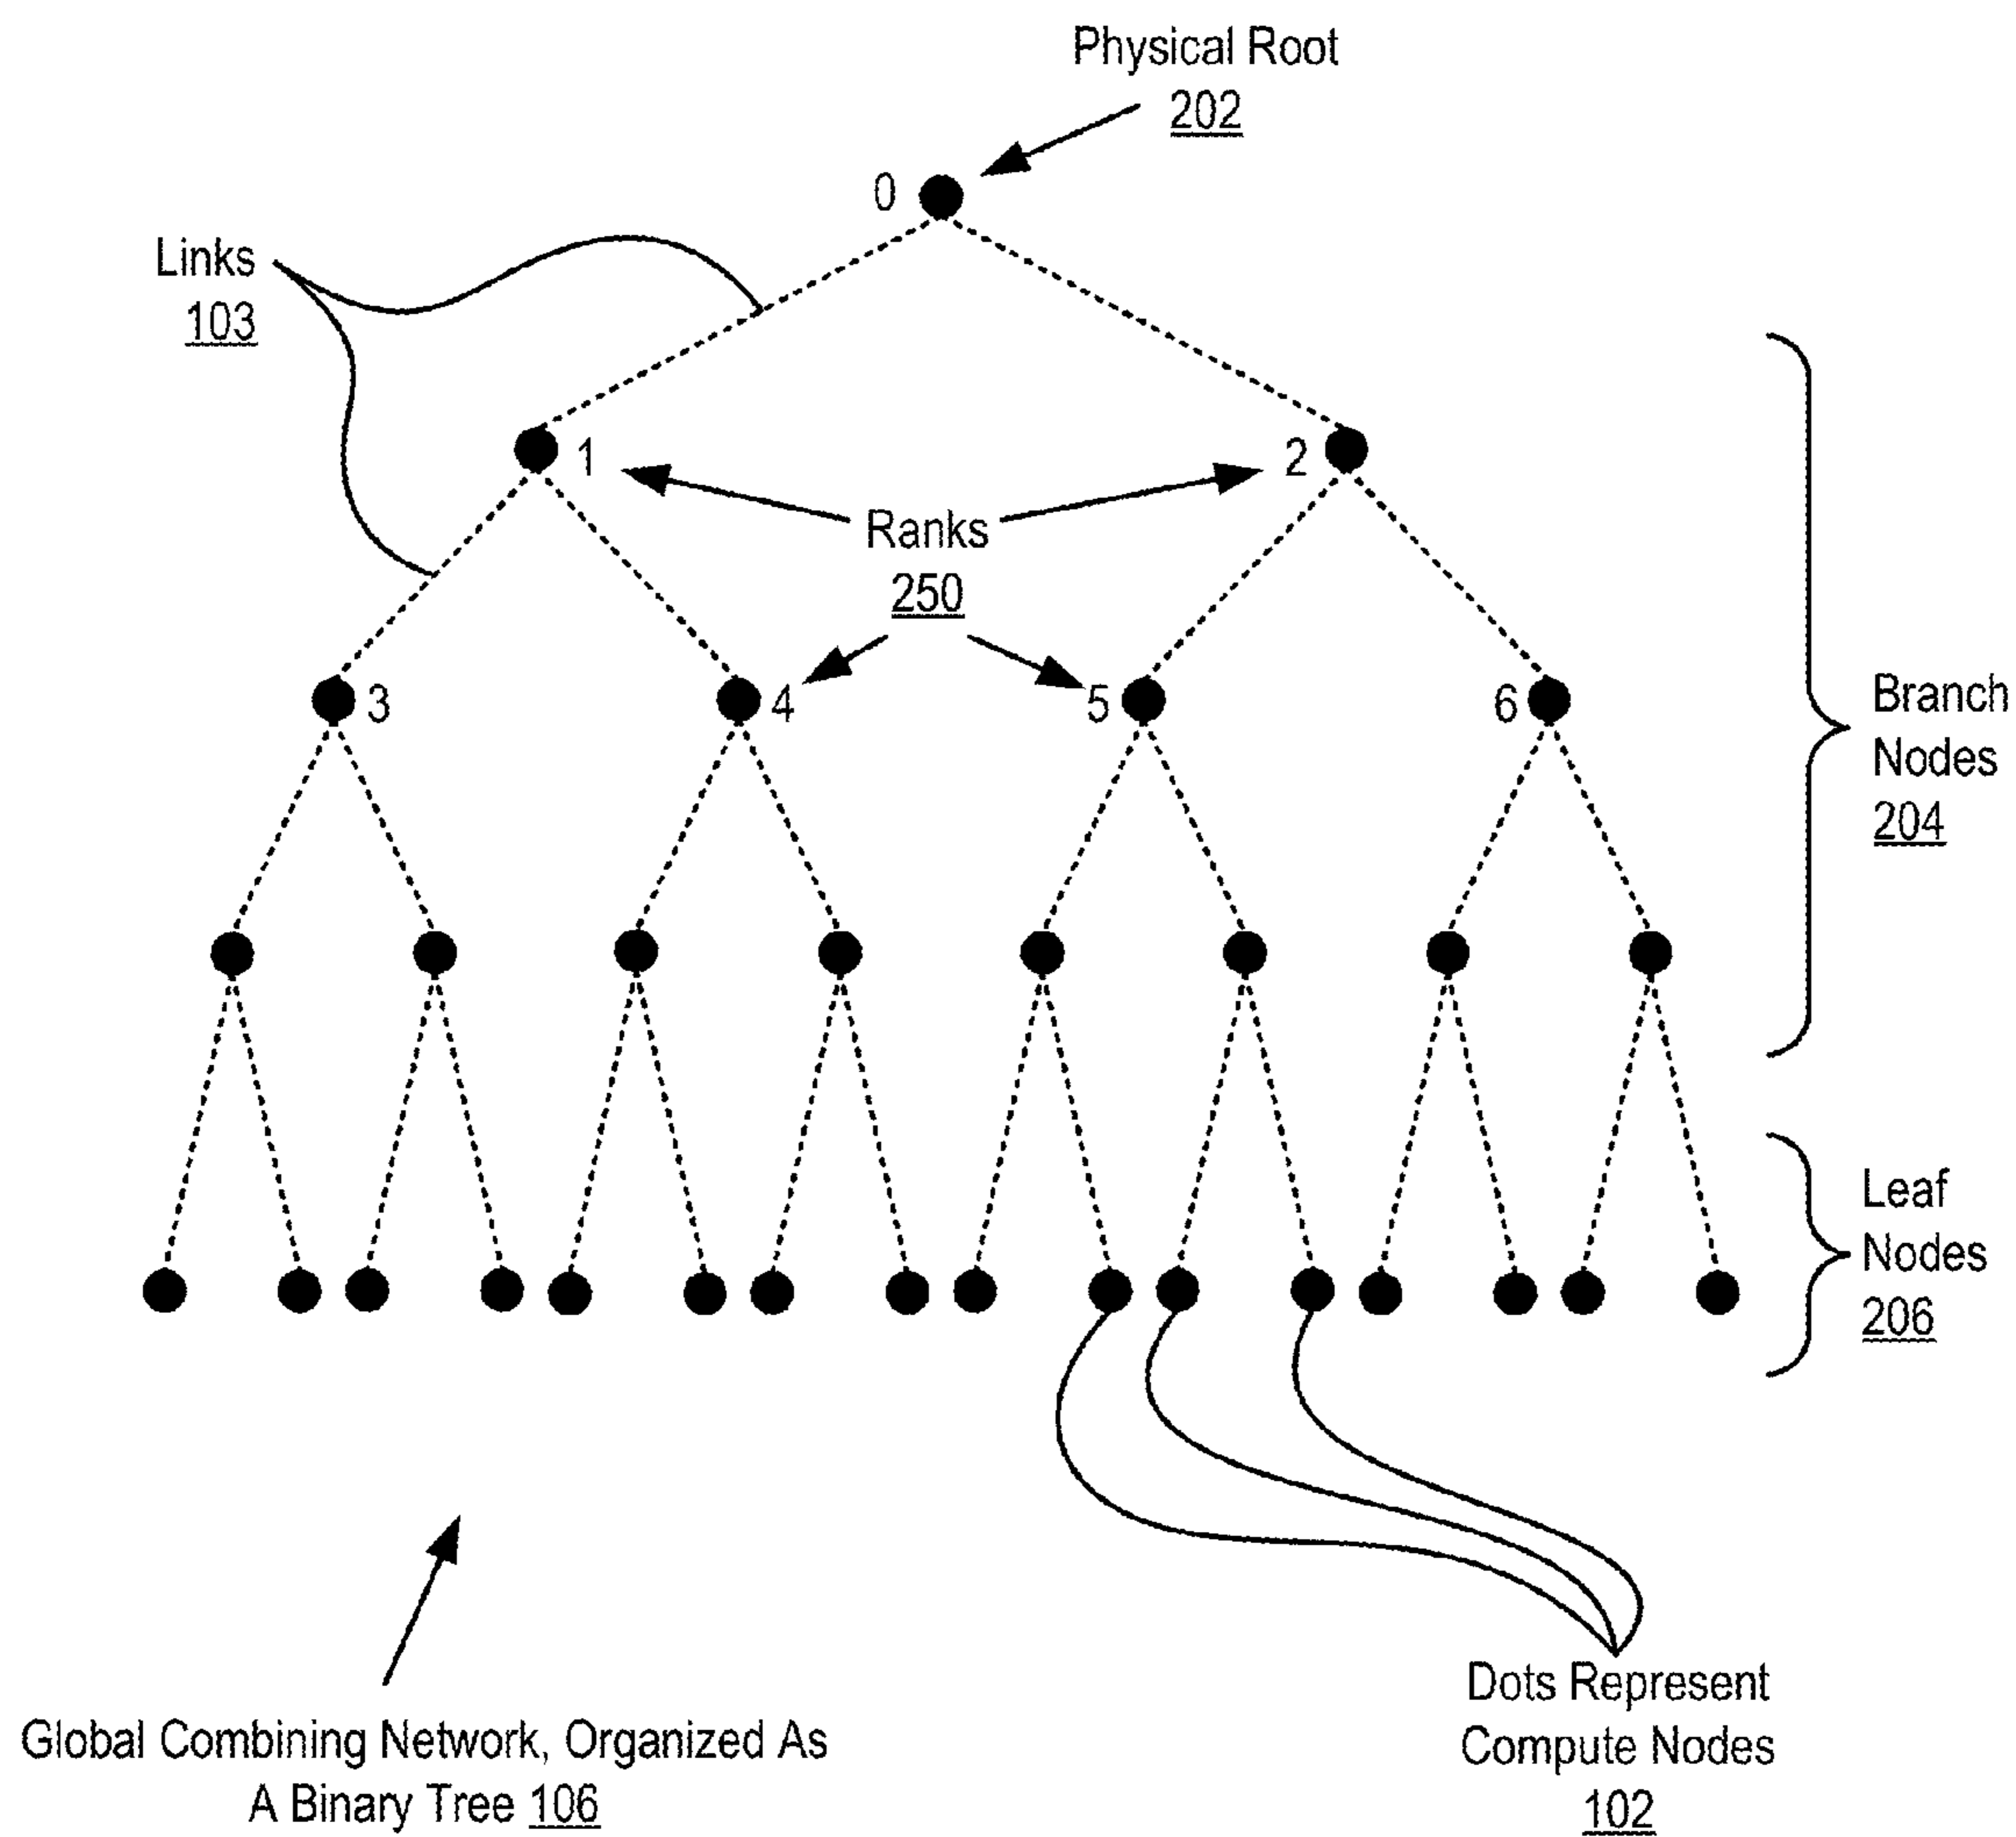 Physical Root
202
0
Links
103
1
2
Ranks
250
3
4
5
6
Branch
Nodes
204
Leaf
Nodes
206
Dots Represent
Compute Nodes
102
Global Combining Network, Organized As
A Binary Tree 106